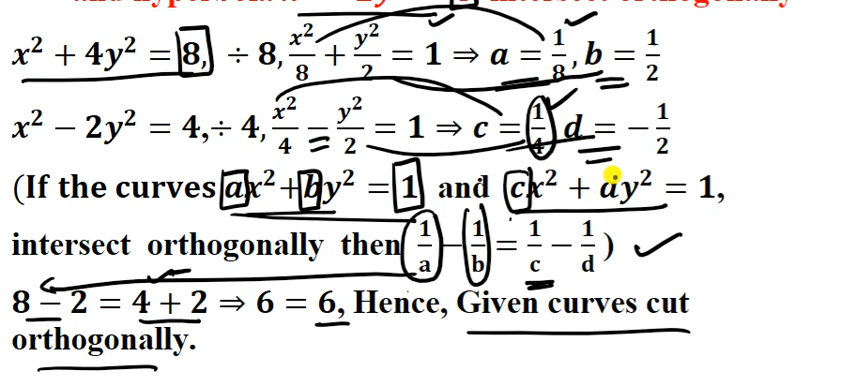 x² + 4y² = 8, ÷ 8, x²/8 + y²/2 = 1 ⇒ a = 1/8, b = 1/2
x² − 2y² = 4,÷ 4, x²/4 − y²/2 = 1 ⇒ c = 1/4 d = − 1/2
(If the curves ax²+by² = 1 and cx² + dy² = 1,
intersect orthogonally then 1/a − 1/b = 1/c − 1/d)
8 − 2 = 4 + 2 ⇒ 6 = 6, Hence, Given curves cut
orthogonally.